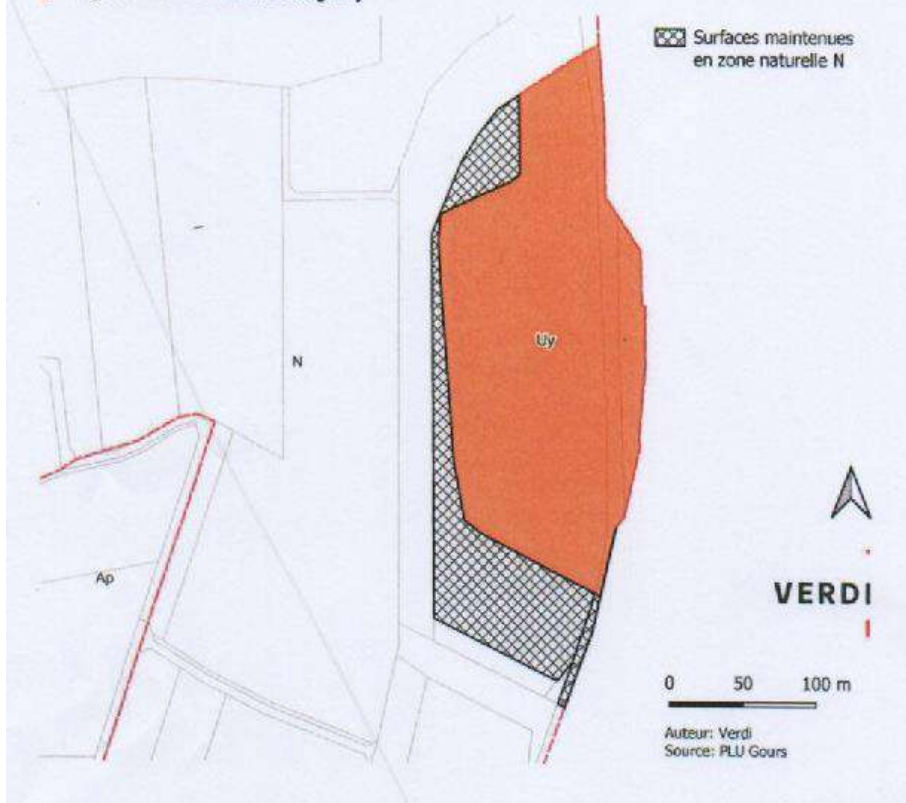 Surfaces maintenues
en zone naturelle N
Uy
N
Ap
VERDI
0 50 100 m
Auteur: Verdi
Source: PLU Gours